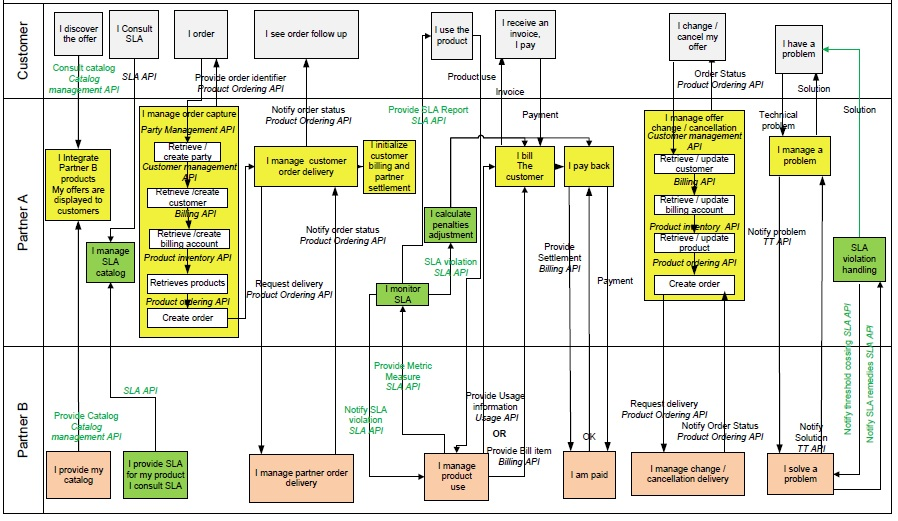 Customer
I discover
the offer
I Consult
SLA
I order
I see order follow up
I use the
product
I receive an
invoice,
I pay
I change /
cancel my
offer
I have a
problem
Consult catalog
Catalog
management API)
SLA API)
Provide order identifier
Product Ordering API)
Product use
Invoice
Order Status
Product Ordering API)
Solution
Partner A
I manage order capture
Party Management API)
Retrieve /
create party
Customer management
API)
Retrieve /create
customer
Billing API)
Retrieve /create
billing account
Product inventory API)
Retrieves products
Product ordering API)
Create order
Notify order status
Product Ordering API)
Provide SLA Report
SLA API)
Payment
I manage offer
change / cancellation
Customer management
API)
Retrieve / update
customer
Billing API)
Retrieve / update
billing account
Product inventory API)
Retrieve / update
product
Product ordering API)
Create order
Technical
problem
Solution
I Integrate
Partner B
products
My offers are
displayed to
customers
I manage customer
order delivery
I initialize
customer
billing and
partner
settlement
I bill
The
customer
I pay back
I manage a
problem
I manage
SLA
catalog
Notify order status
Product Ordering API)
I calculate
penalties
adjustment
Notify problem
TT API)
SLA
violation
handling
Provide
Settlement
Billing API)
SLA violation
SLA API)
Request delivery
Product Ordering API)
I monitor
SLA
Payment
Partner B
Provide Metric
Measure
SLA API)
SLA API)
Provide Catalog
Catalog
management API)
Notify SLA
violation
SLA API)
Provide Usage
information
Usage API)
OR
Provide Bill item
Billing API)
OK
Request delivery
Product Ordering API)
Notify Order Status
Product Ordering API)
Notify
Solution
TT API)
Notify threshold cossing SLA API)
Notify SLA remedies SLA API)
I provide my
catalog
I provide SLA
for my product
I consult SLA
I manage partner order
delivery
I manage
product
use
I am paid
I manage change /
cancellation delivery
I solve a
problem